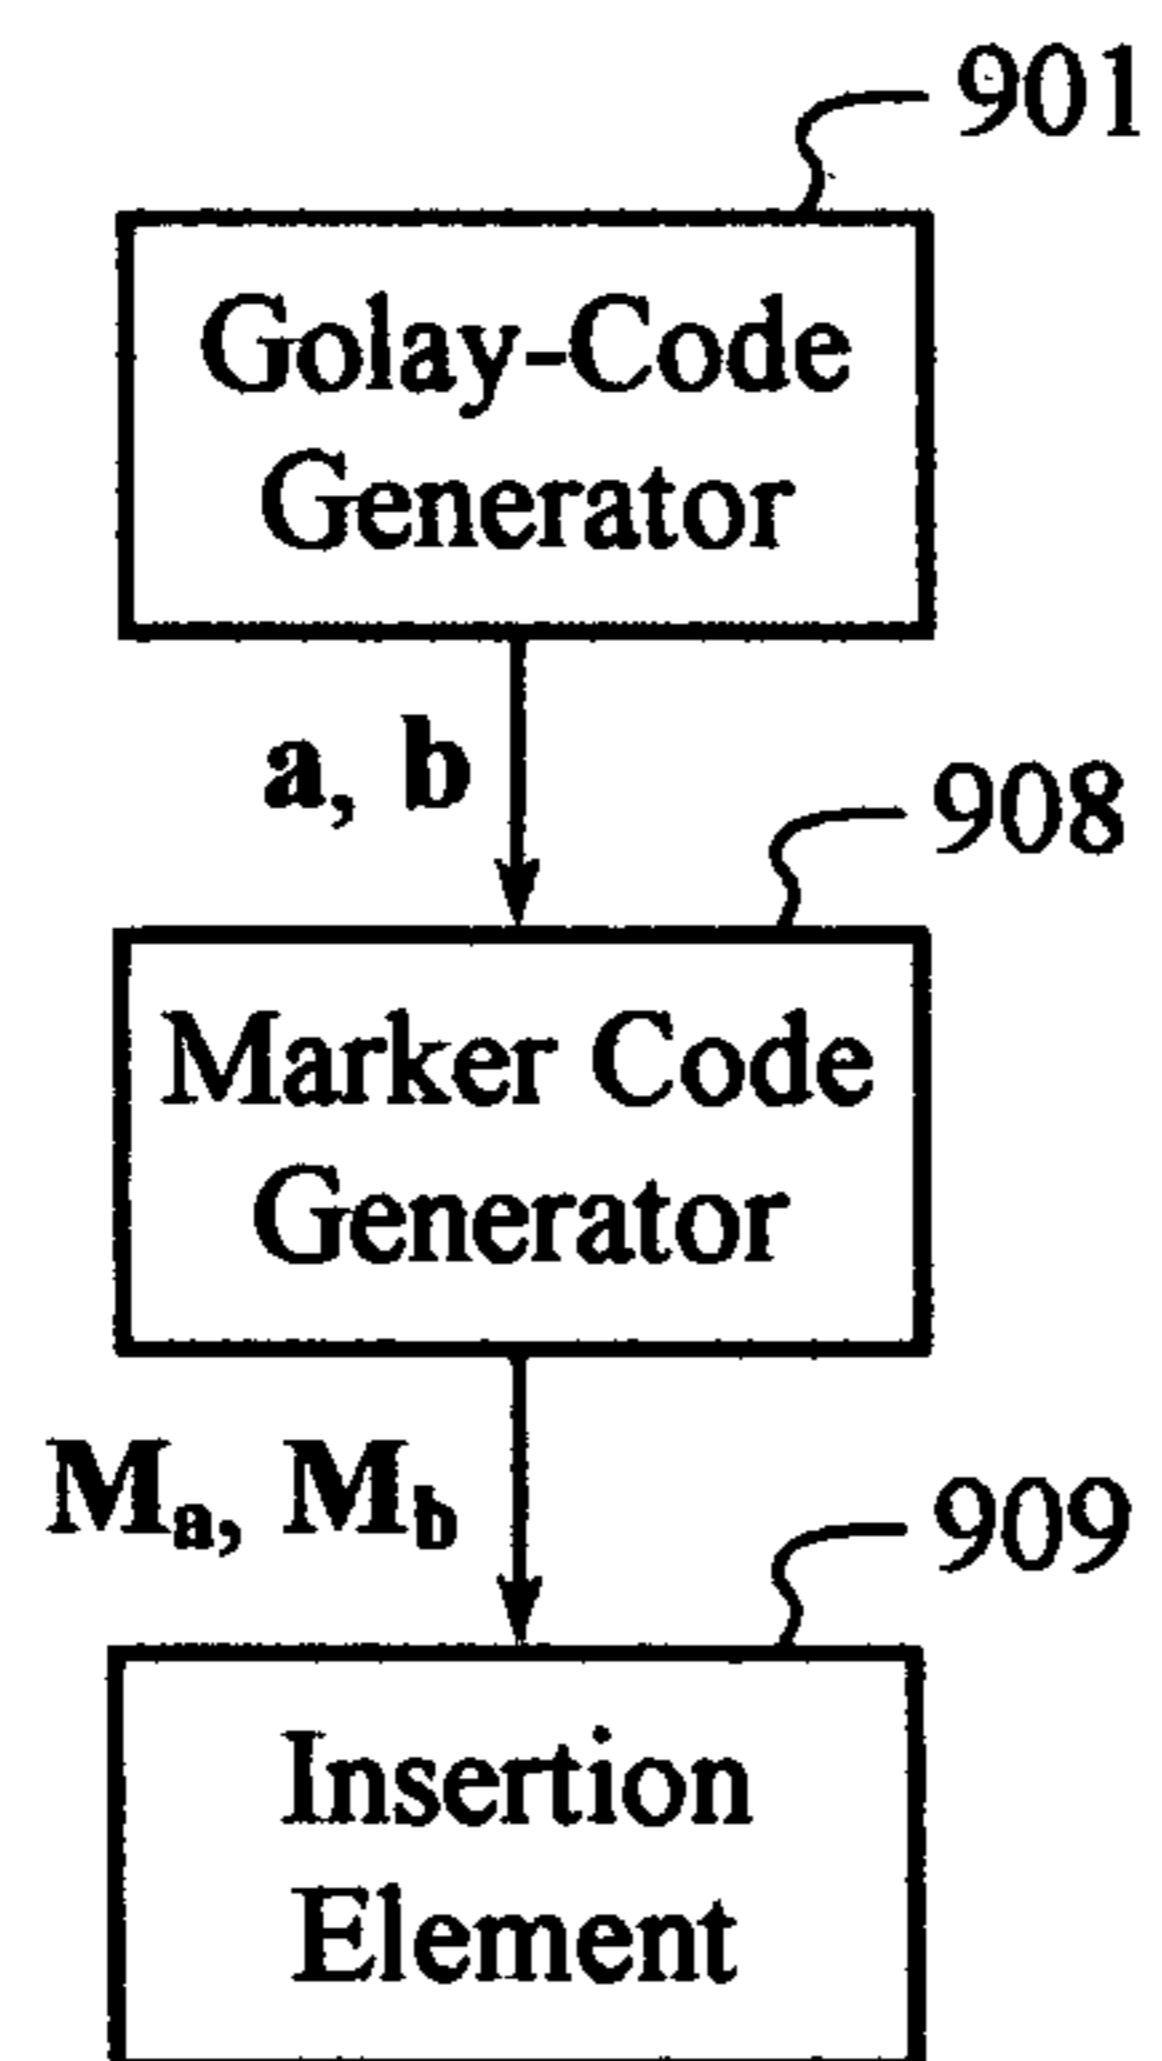 901
Golay-Code
Generator
a, b
908
Marker Code
Generator
Ma, Mb
909
Insertion
Element